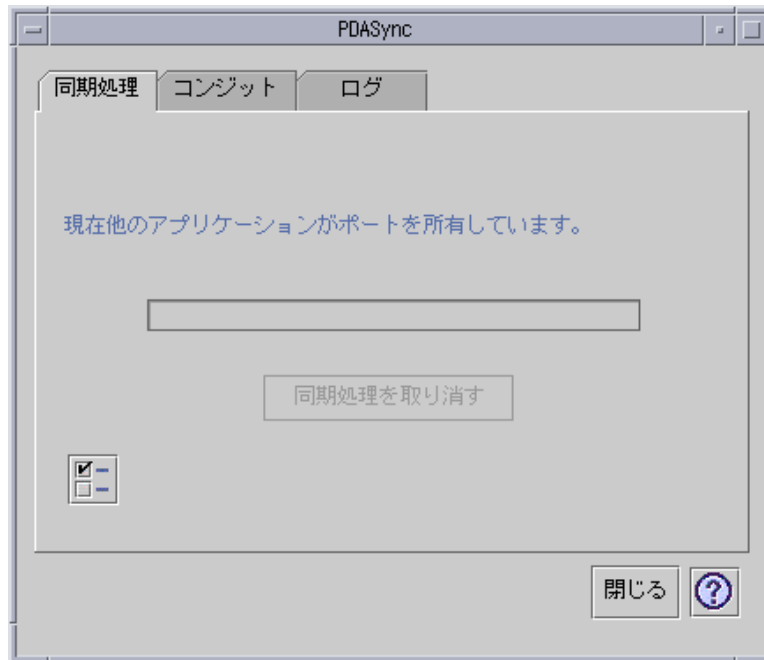 PDASync
同期処理 コンジット ログ
現在他のアプリケーションがポートを所有しています。
同期処理を取り消す
閉じる ?